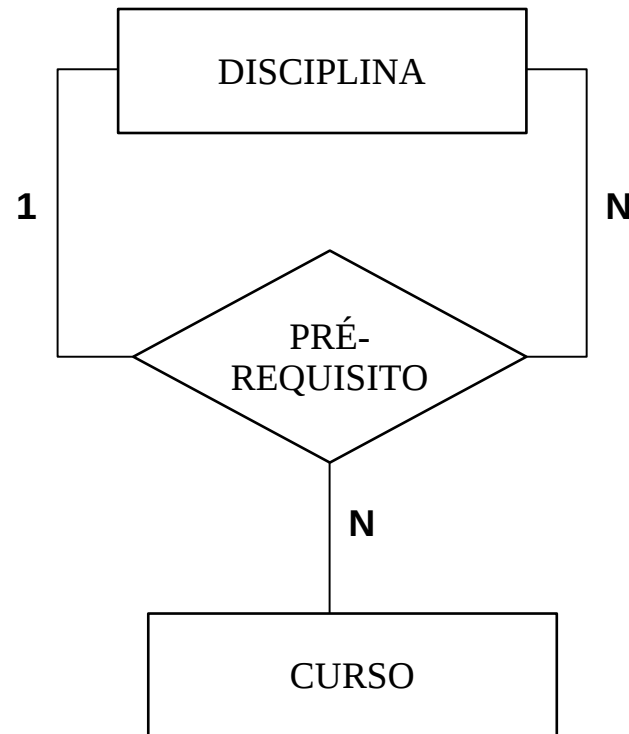 DISCIPLINA
1
N
PRÉ-
REQUISITO
N
CURSO